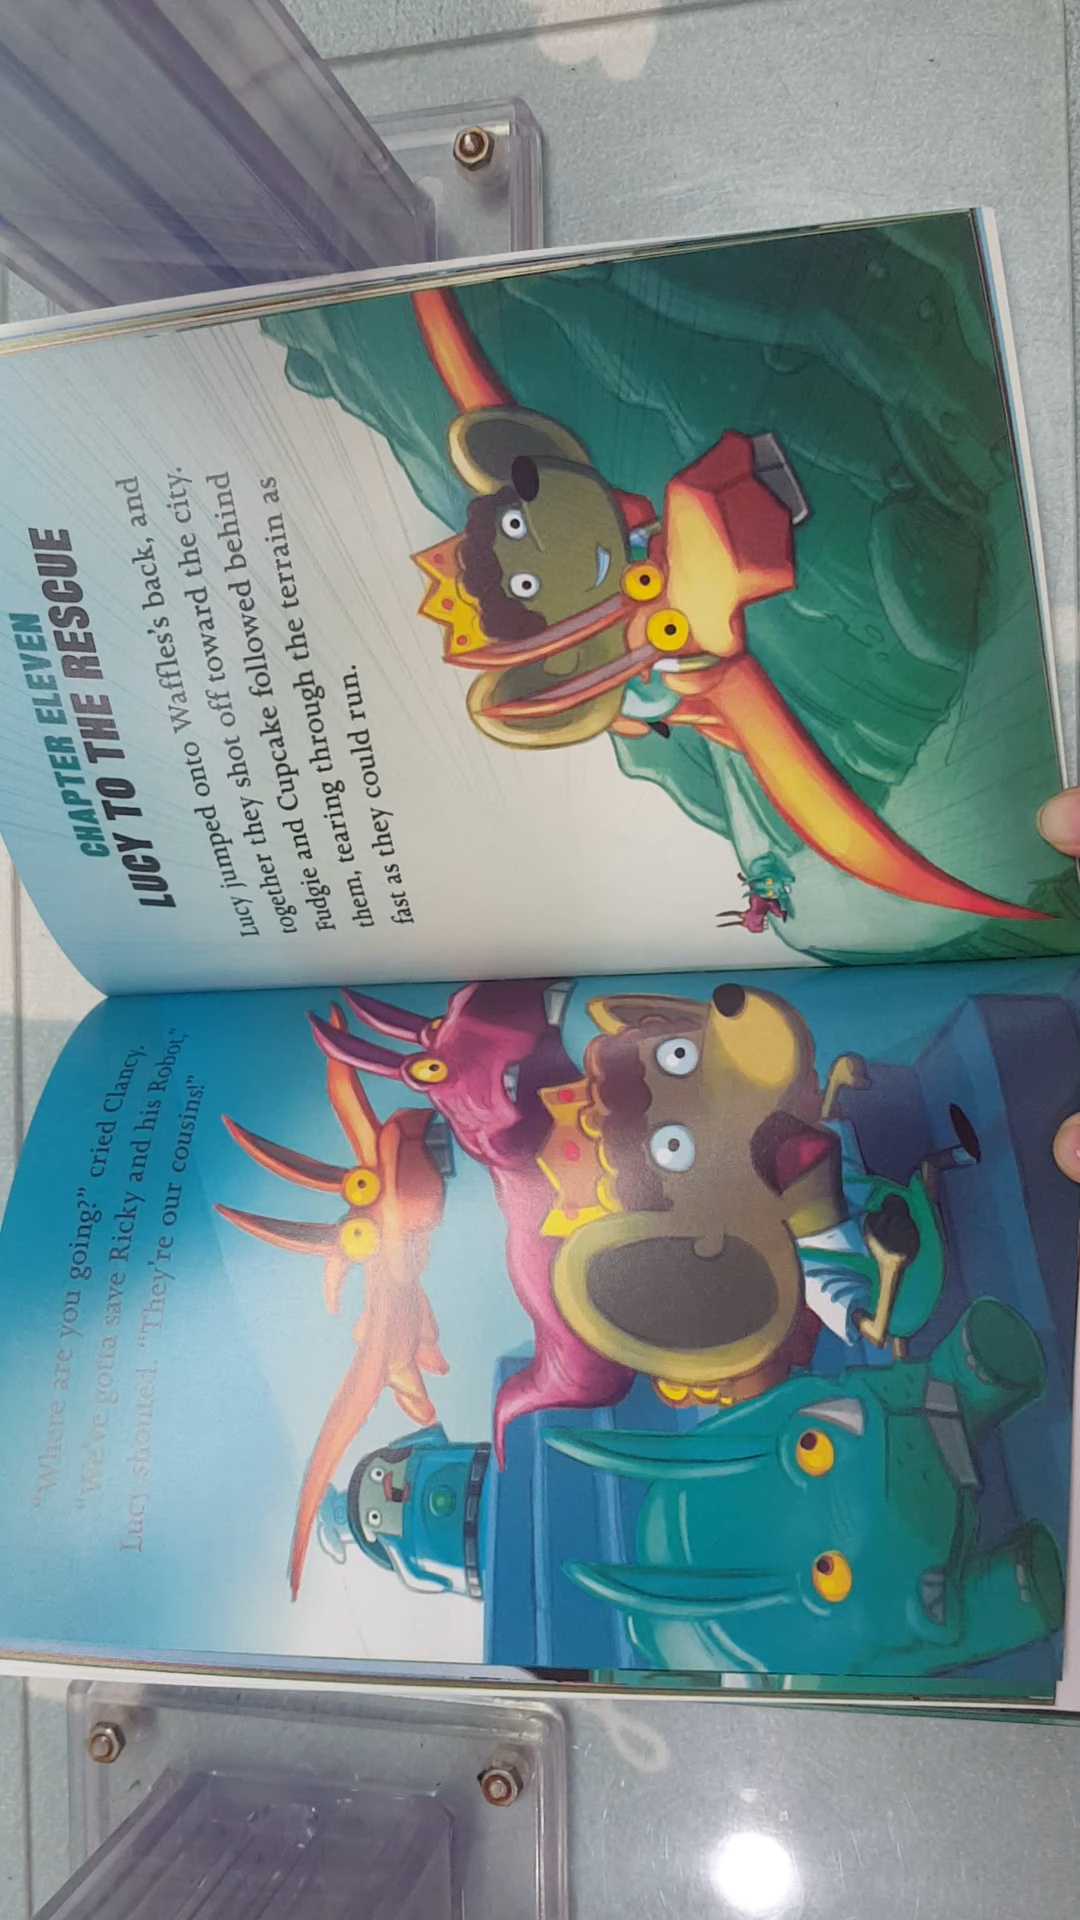 "Where are you going?" cried Clancy.
"We've gotta save Ricky and his Robot,"
Lucy shouted. "They're our cousins!"
CHAPTER ELEVEN
LUCY TO THE RESCUE
Lucy jumped onto Waffles's back, and
together they shot off toward the city.
Fudgie and Cupcake followed behind
them, tearing through the terrain as
fast as they could run.